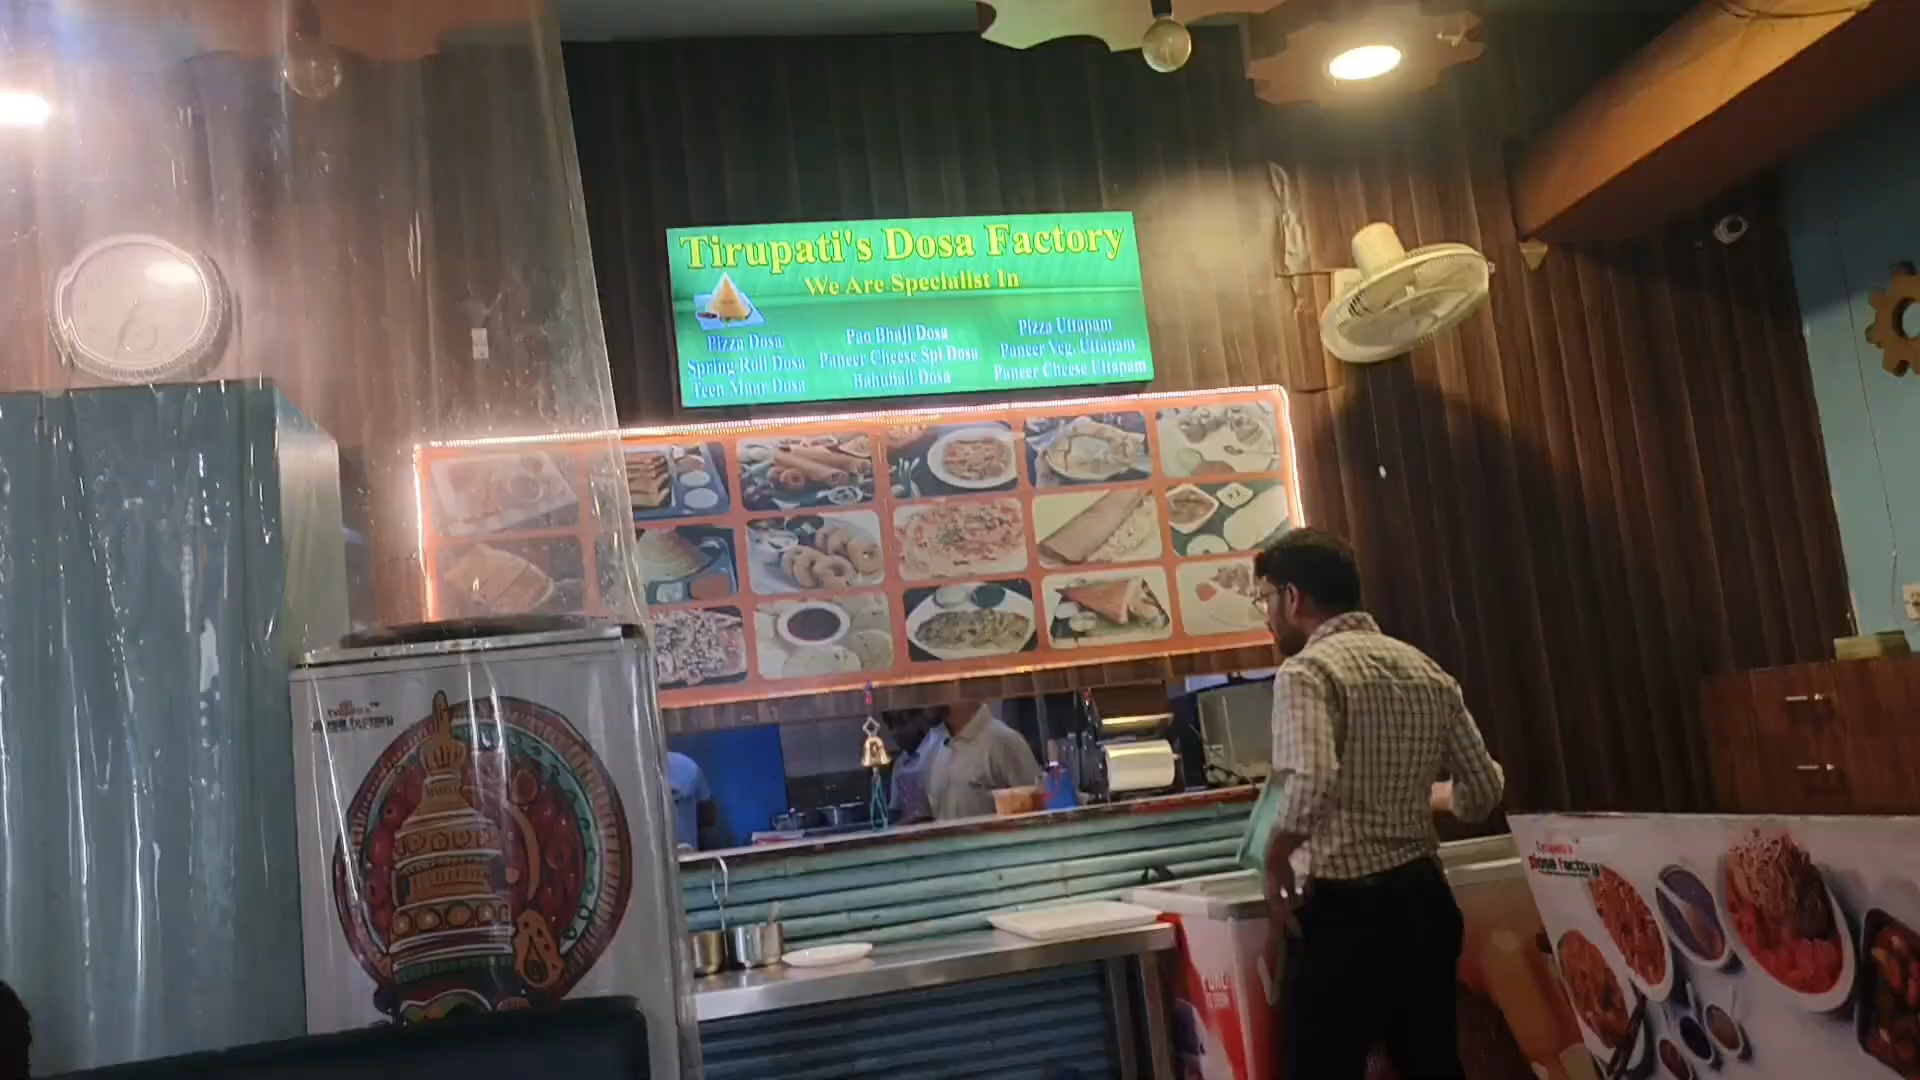 Tirupati's Dosa Factory
We Are Specialist In
Pizza Dosa
Spring Roll Dosa
Teen Maar Dosa
Pao Bhaji Dosa
Paneer Cheese Spl Dosa
Bahubali Dosa
Pizza Uttapam
Paneer Veg. Uttapam
Paneer Cheese Uttapam
Tirupati's
Dosa Factory